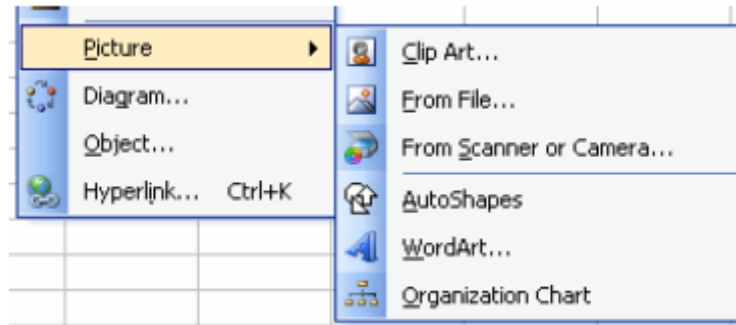 Picture
Diagram...
Object...
Hyperlink... Ctrl+K
Clip Art...
From File...
From Scanner or Camera...
AutoShapes
WordArt...
Organization Chart